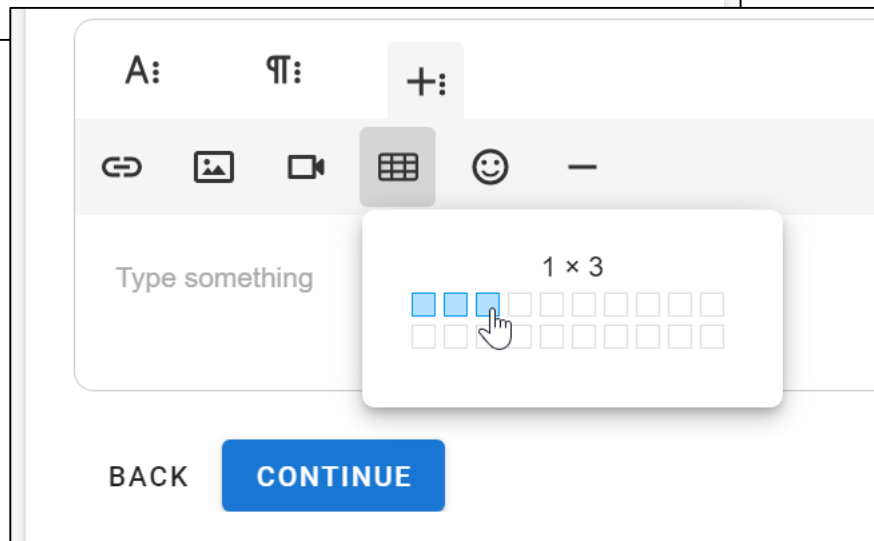 A
¶
Type something
1 × 3
BACK
CONTINUE